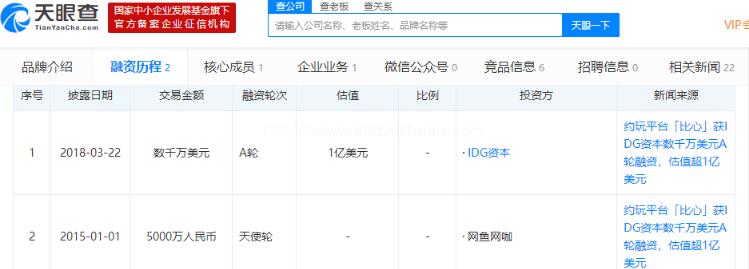 查公司 查老板 查关系
天眼查
TianYanCha.com
国家中小企业发展基金旗下
官方备案企业征信机构
请输入公司名称、老板姓名、品牌名称等
天眼一下
品牌介绍 融资历程 2 核心成员 1 企业业务 1 微信公众号 0 竞品信息 6 招聘信息 0 相关新闻 22
序号 披露日期 交易金额 融资轮次 估值 比例 投资方 新闻来源
1 2018-03-22 数千万美元 A轮 1亿美元 - · IDG资本
约玩平台「比心」获I
DG资本数千万美元A
轮融资，估值超1亿
美元
2 2015-01-01 5000万人民币 天使轮 - - · 网鱼网咖
约玩平台「比心」获I
DG资本数千万美元A
轮融资，估值超1亿
美元